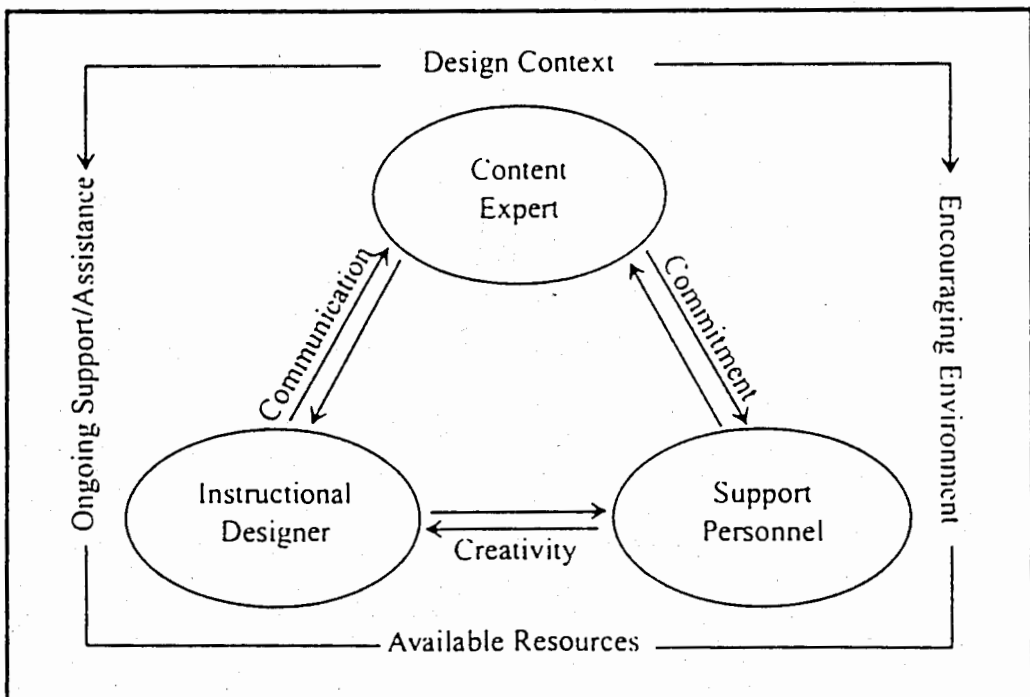 Design Context
Content
Expert
Ongoing Support/Assistance
Encouraging Environment
Communication
Commitment
Instructional
Designer
Support
Personnel
Creativity
Available Resources